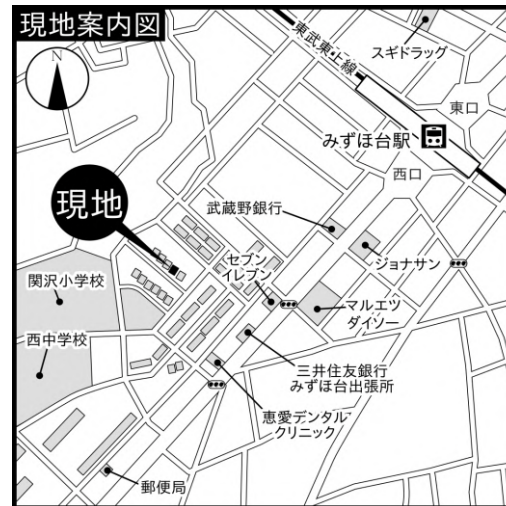 現地案内図
N
東武東上線
スギドラッグ
東口
みずほ台駅
西口
武蔵野銀行
現地
セブン
イレブン
ジョナサン
関沢小学校
マルエツ
ダイソー
西中学校
三井住友銀行
みずほ台出張所
恵愛デンタル
クリニック
郵便局